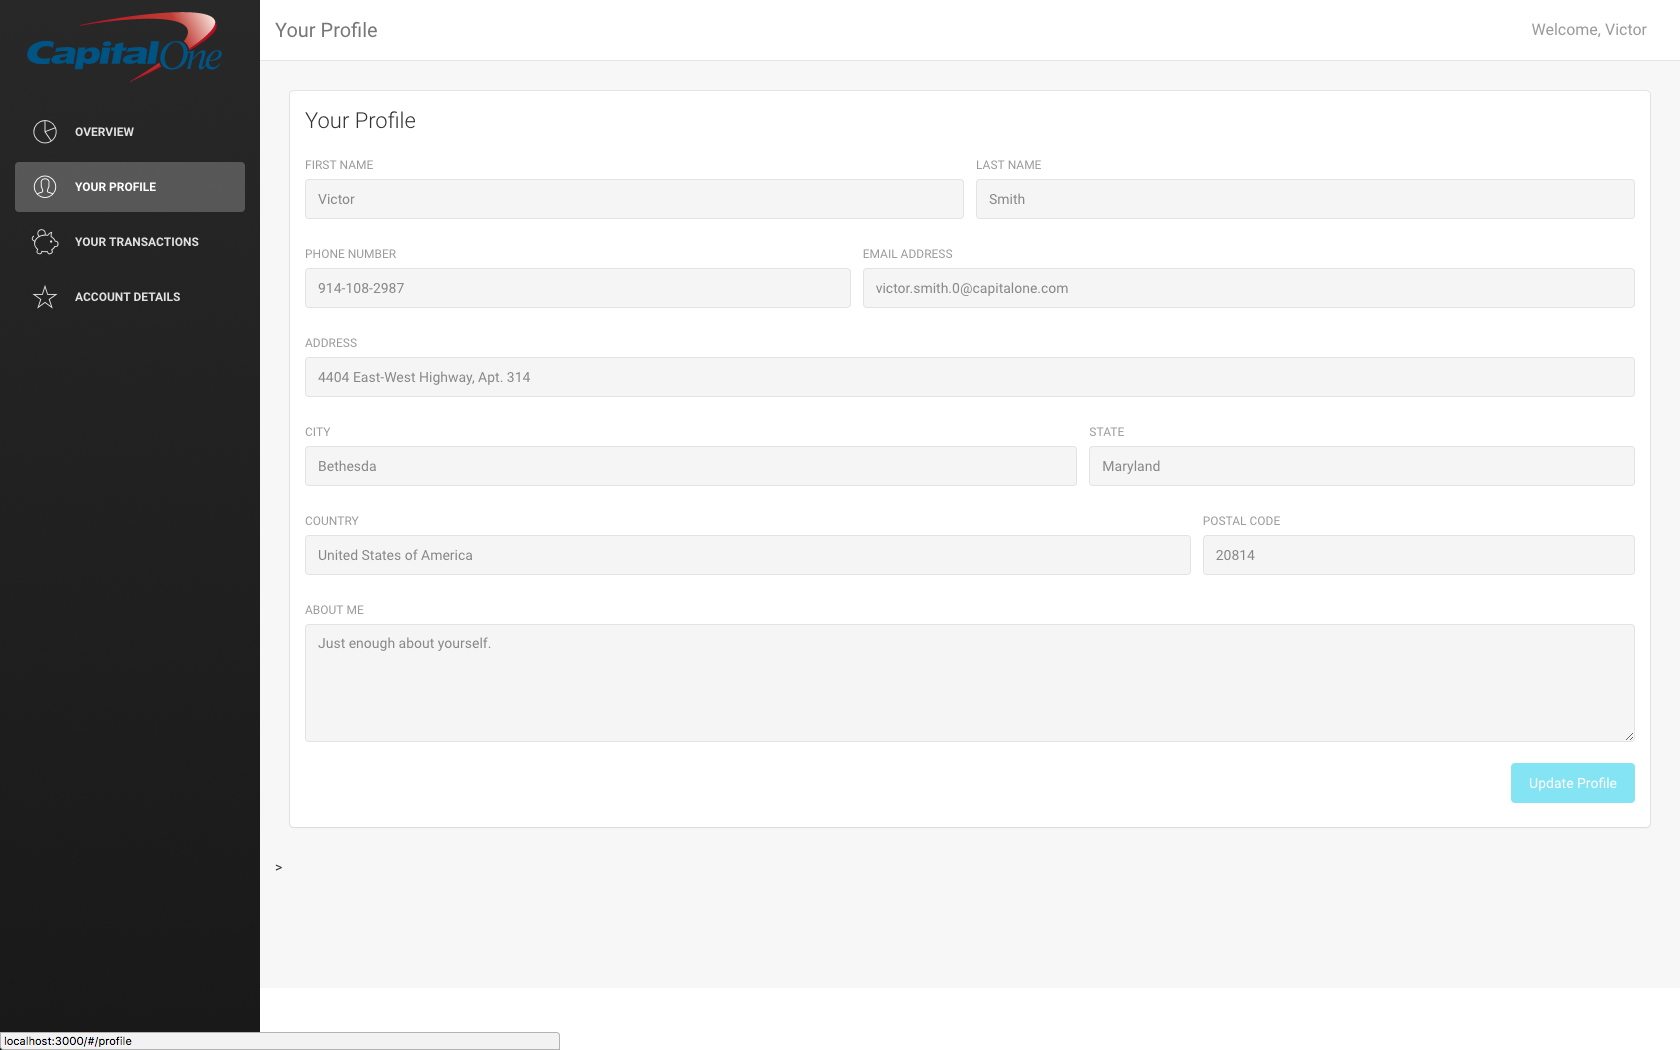 CapitalOne
Your Profile
Welcome, Victor
OVERVIEW
YOUR PROFILE
YOUR TRANSACTIONS
ACCOUNT DETAILS
Your Profile
FIRST NAME
LAST NAME
Victor
Smith
PHONE NUMBER
EMAIL ADDRESS
914-108-2987
victor.smith.0@capitalone.com
ADDRESS
4404 East-West Highway, Apt. 314
CITY
STATE
Bethesda
Maryland
COUNTRY
POSTAL CODE
United States of America
20814
ABOUT ME
Just enough about yourself.
Update Profile
>
localhost:3000/#/profile